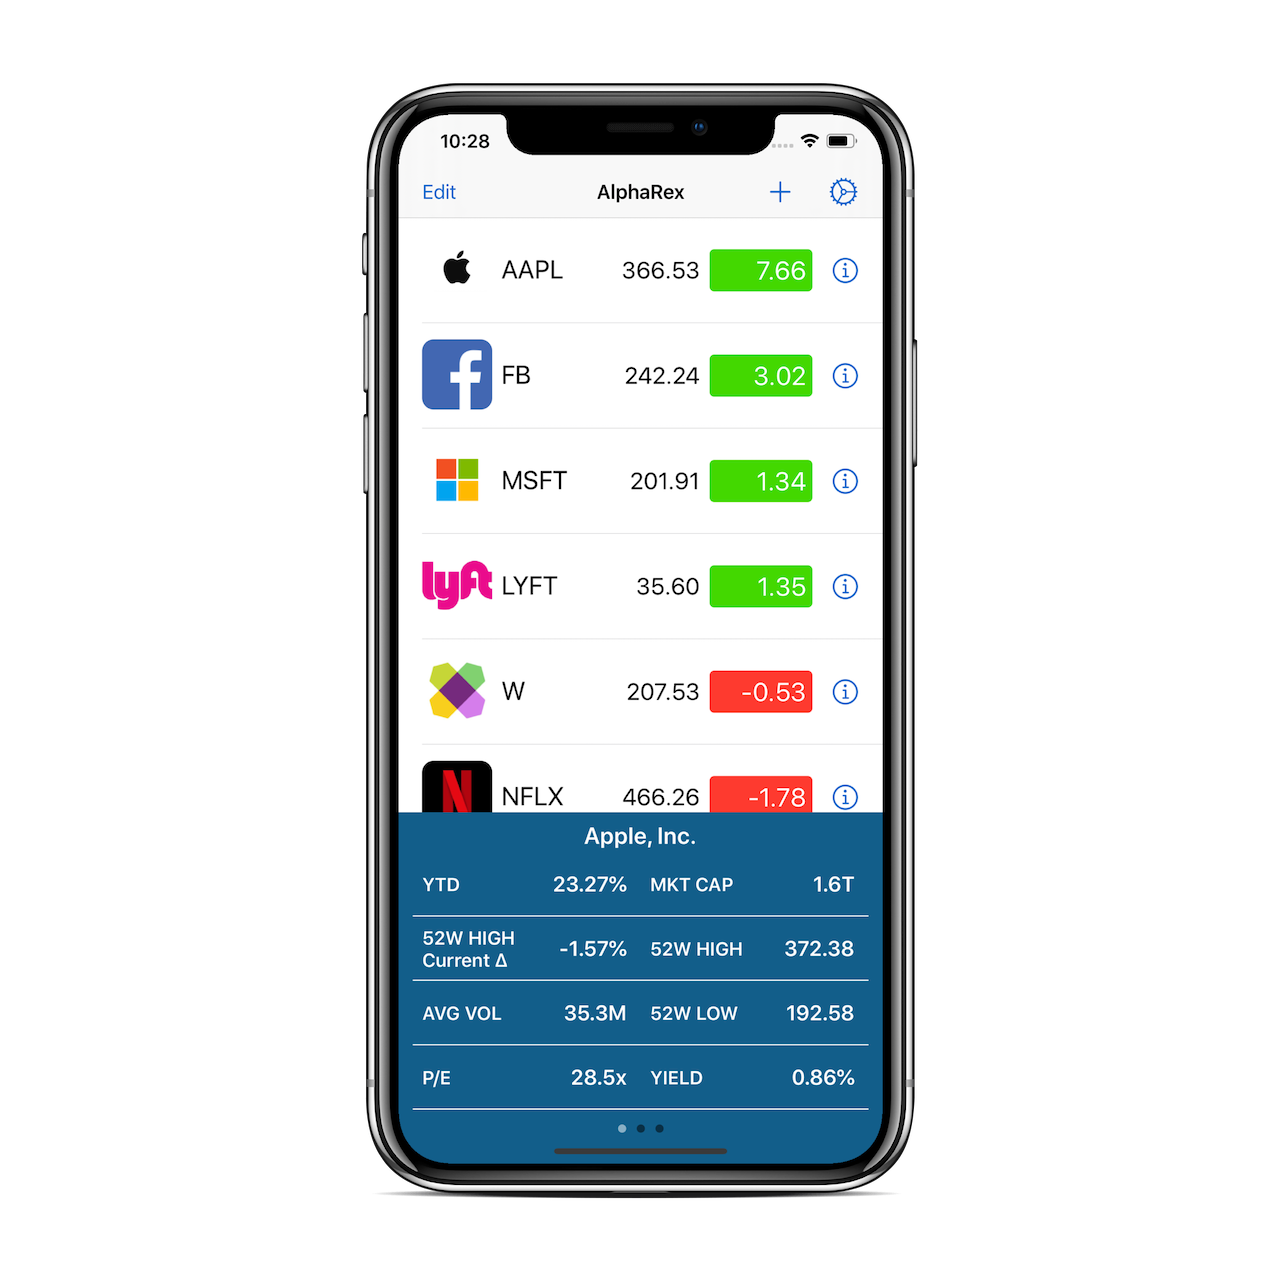 10:28
Edit AlphaRex
AAPL 366.53 7.66
f FB 242.24 3.02
MSFT 201.91 1.34
lyft LYFT 35.60 1.35
W 207.53 -0.53
N NFLX 466.26 -1.78
Apple, Inc.
YTD 23.27% MKT CAP 1.6T
52W HIGH
Current Δ -1.57% 52W HIGH 372.38
AVG VOL 35.3M 52W LOW 192.58
P/E 28.5x YIELD 0.86%